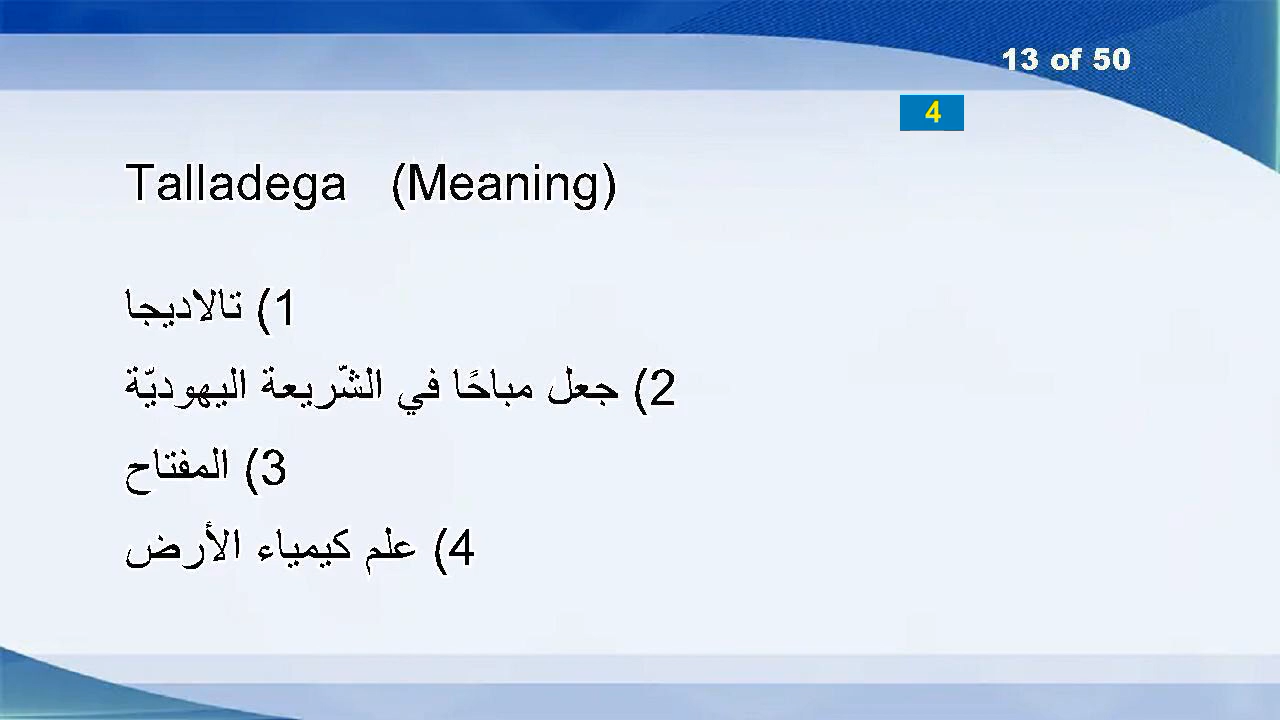 13 of 50
4
Talladega (Meaning)
1) تالاديجا
2) جعل مباحًا في الشّريعة اليهوديّة
3) المفتاح
4) علم كيمياء الأرض